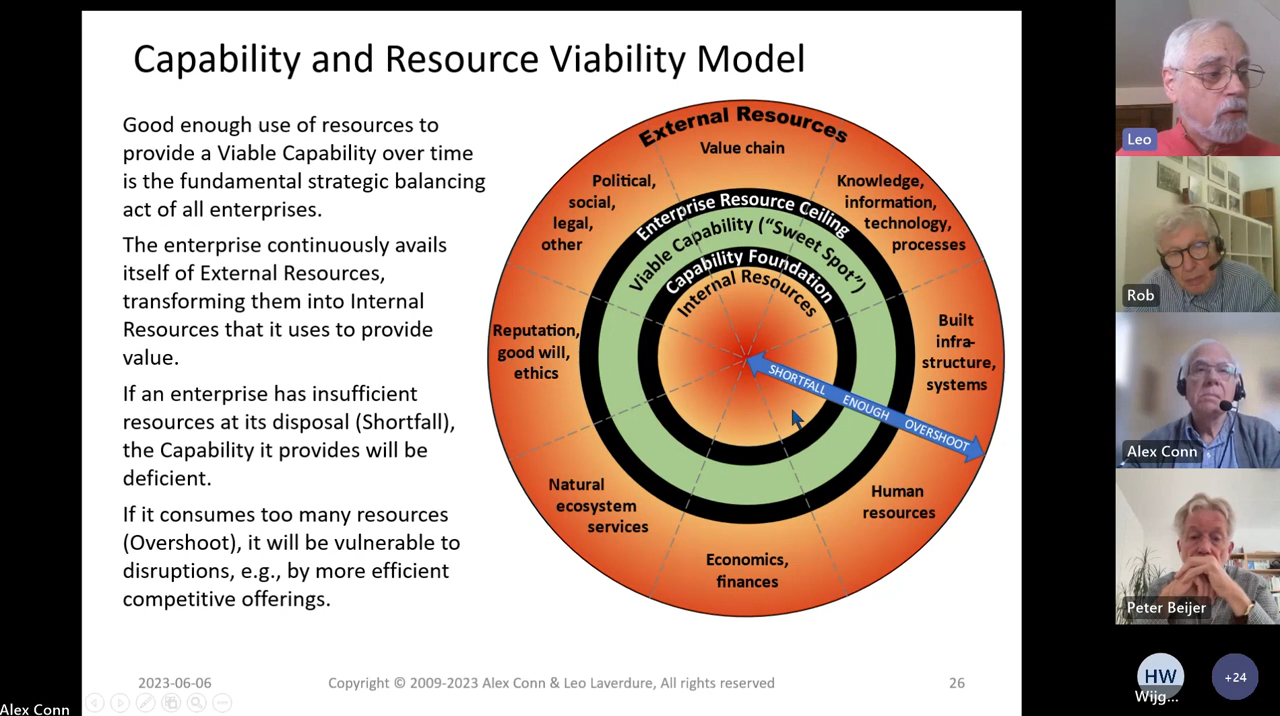 Capability and Resource Viability Model
Good enough use of resources to
provide a Viable Capability over time
is the fundamental strategic balancing
act of all enterprises.
The enterprise continuously avails
itself of External Resources,
transforming them into Internal
Resources that it uses to provide
value.
If an enterprise has insufficient
resources at its disposal (Shortfall),
the Capability it provides will be
deficient.
If it consumes too many resources
(Overshoot), it will be vulnerable to
disruptions, e.g., by more efficient
competitive offerings.
External Resources
Value chain
Political,
social,
legal,
other
Knowledge,
information,
technology,
processes
Enterprise Resource Ceiling
Viable Capability (“Sweet Spot”)
Capability Foundation
Internal Resources
Reputation,
good will,
ethics
Built
infra-
structure,
systems
SHORTFALL ENOUGH OVERSHOOT
Natural
ecosystem
services
Human
resources
Economics,
finances
2023-06-06
Copyright © 2009-2023 Alex Conn & Leo Laverdure, All rights reserved
26
Alex Conn
Leo
Rob
Alex Conn
Peter Beijer
HW
Wijg...
+24